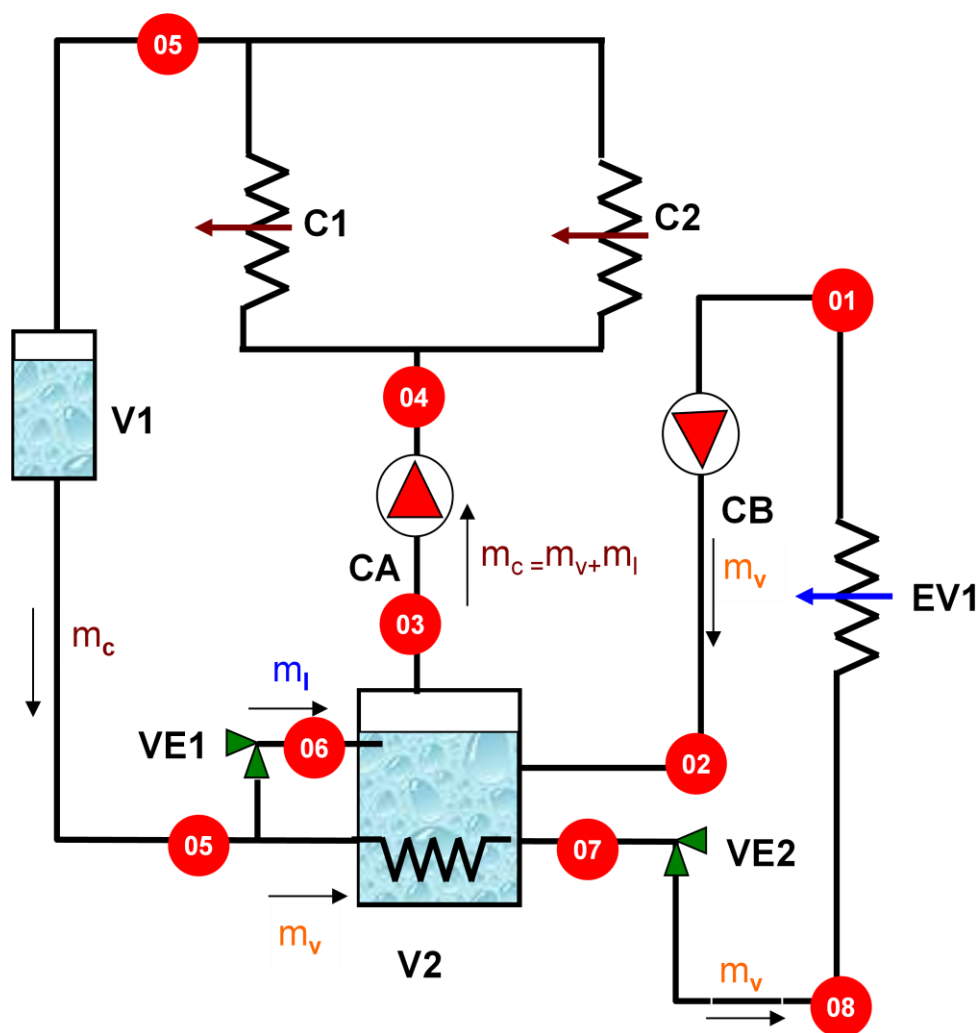 05
C1
C2
01
V1
04
CB
CA
m_c = m_v+ m_l
m_v
EV1
03
m_c
m_l
VE1
06
02
05
07
VE2
m_v
V2
m_v
08